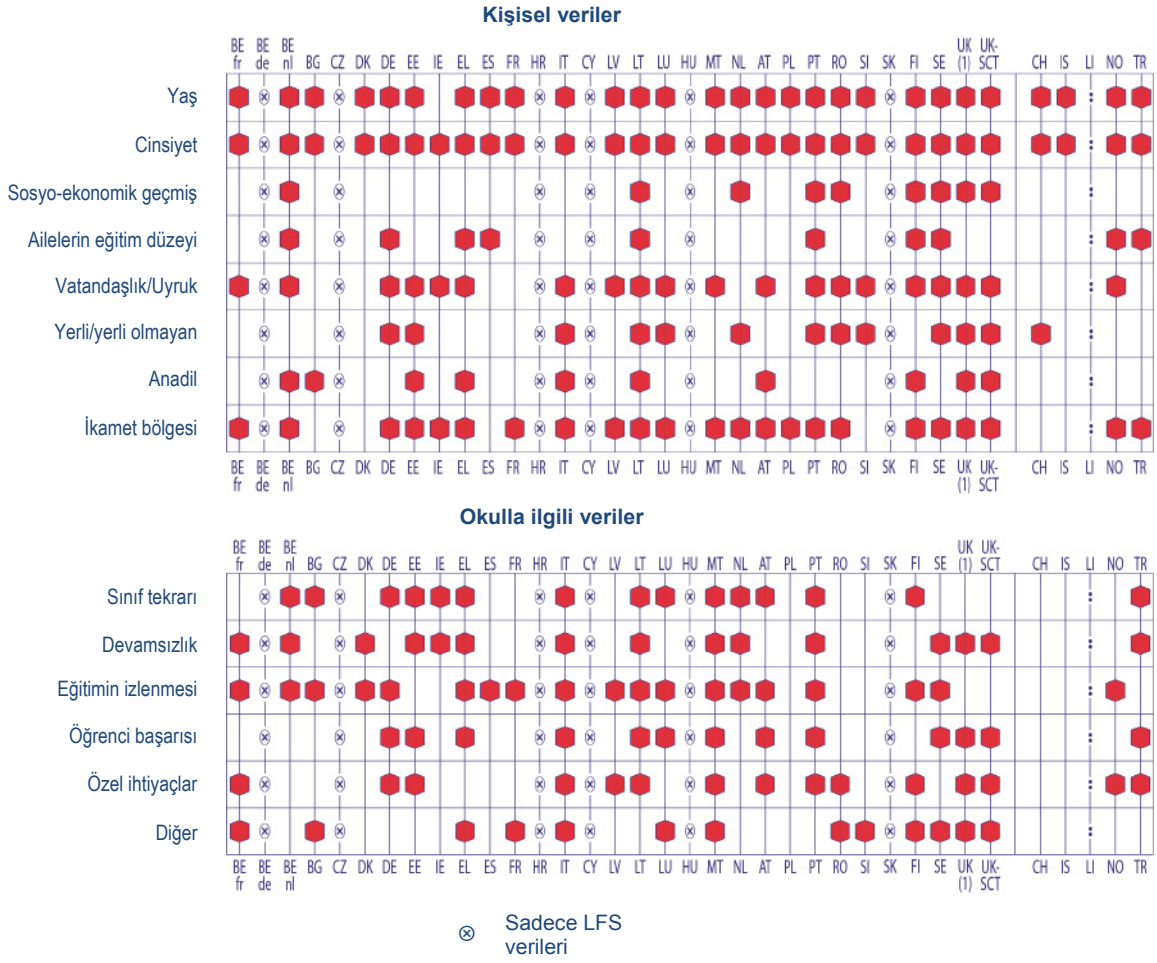 Kişisel veriler
BE BE BE UK UK-
fr de nl BG CZ DK DE EE IE EL ES FR HR IT CY LV LT LU HU MT NL AT PL PT RO SI SK FI SE (1) SCT CH IS LI NO TR
Yaş
Cinsiyet
Sosyo-ekonomik geçmiş
Ailelerin eğitim düzeyi
Vatandaşlık/Uyruk
Yerli/yerli olmayan
Anadil
İkamet bölgesi
BE BE BE BG CZ DK DE EE IE EL ES FR HR IT CY LV LT LU HU MT NL AT PL PT RO SI SK FI SE UK UK- CH IS LI NO TR
fr de nl (1) SCT
Okulla ilgili veriler
BE BE BE UK UK-
fr de nl BG CZ DK DE EE IE EL ES FR HR IT CY LV LT LU HU MT NL AT PL PT RO SI SK FI SE (1) SCT CH IS LI NO TR
Sınıf tekrarı
Devamsızlık
Eğitimin izlenmesi
Öğrenci başarısı
Özel ihtiyaçlar
Diğer
BE BE BE BG CZ DK DE EE IE EL ES FR HR IT CY LV LT LU HU MT NL AT PL PT RO SI SK FI SE UK UK- CH IS LI NO TR
fr de nl (1) SCT
⊗ Sadece LFS
verileri